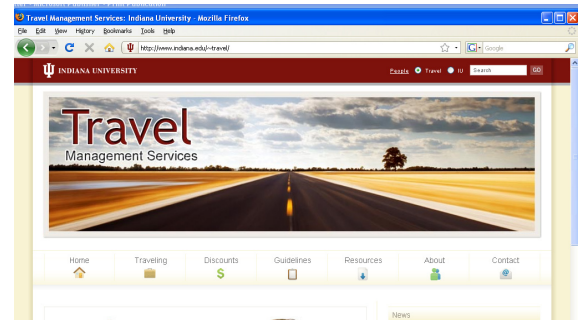 Travel Management Services: Indiana University - Mozilla Firefox
File Edit View History Bookmarks Tools Help
http://www.indiana.edu/~travel/
Google
INDIANA UNIVERSITY
People Travel IU Search GO
Travel
Management Services
Home Traveling Discounts Guidelines Resources About Contact
News